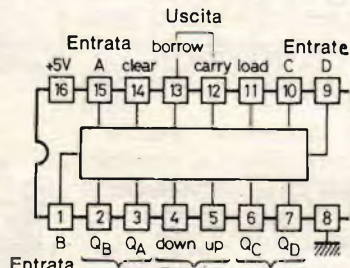 Uscita
Entrata borrow Entrate
+5V A clear carry load C D
16 15 14 13 12 11 10 9
1 2 3 4 5 6 7 8
B QB QA down up QC QD
Entrata